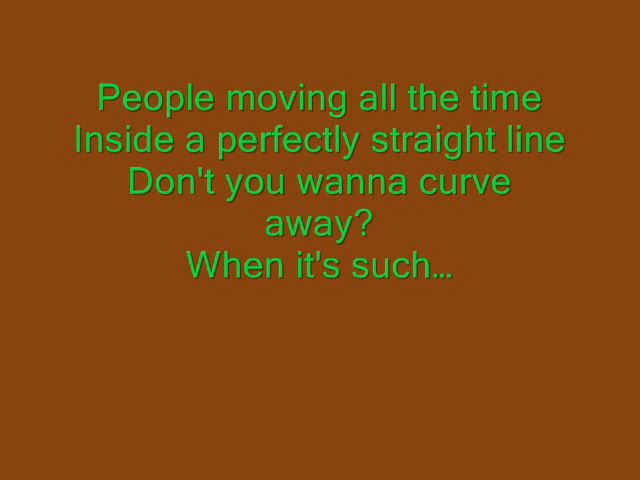 People moving all the time
Inside a perfectly straight line
Don't you wanna curve
away?
When it's such…